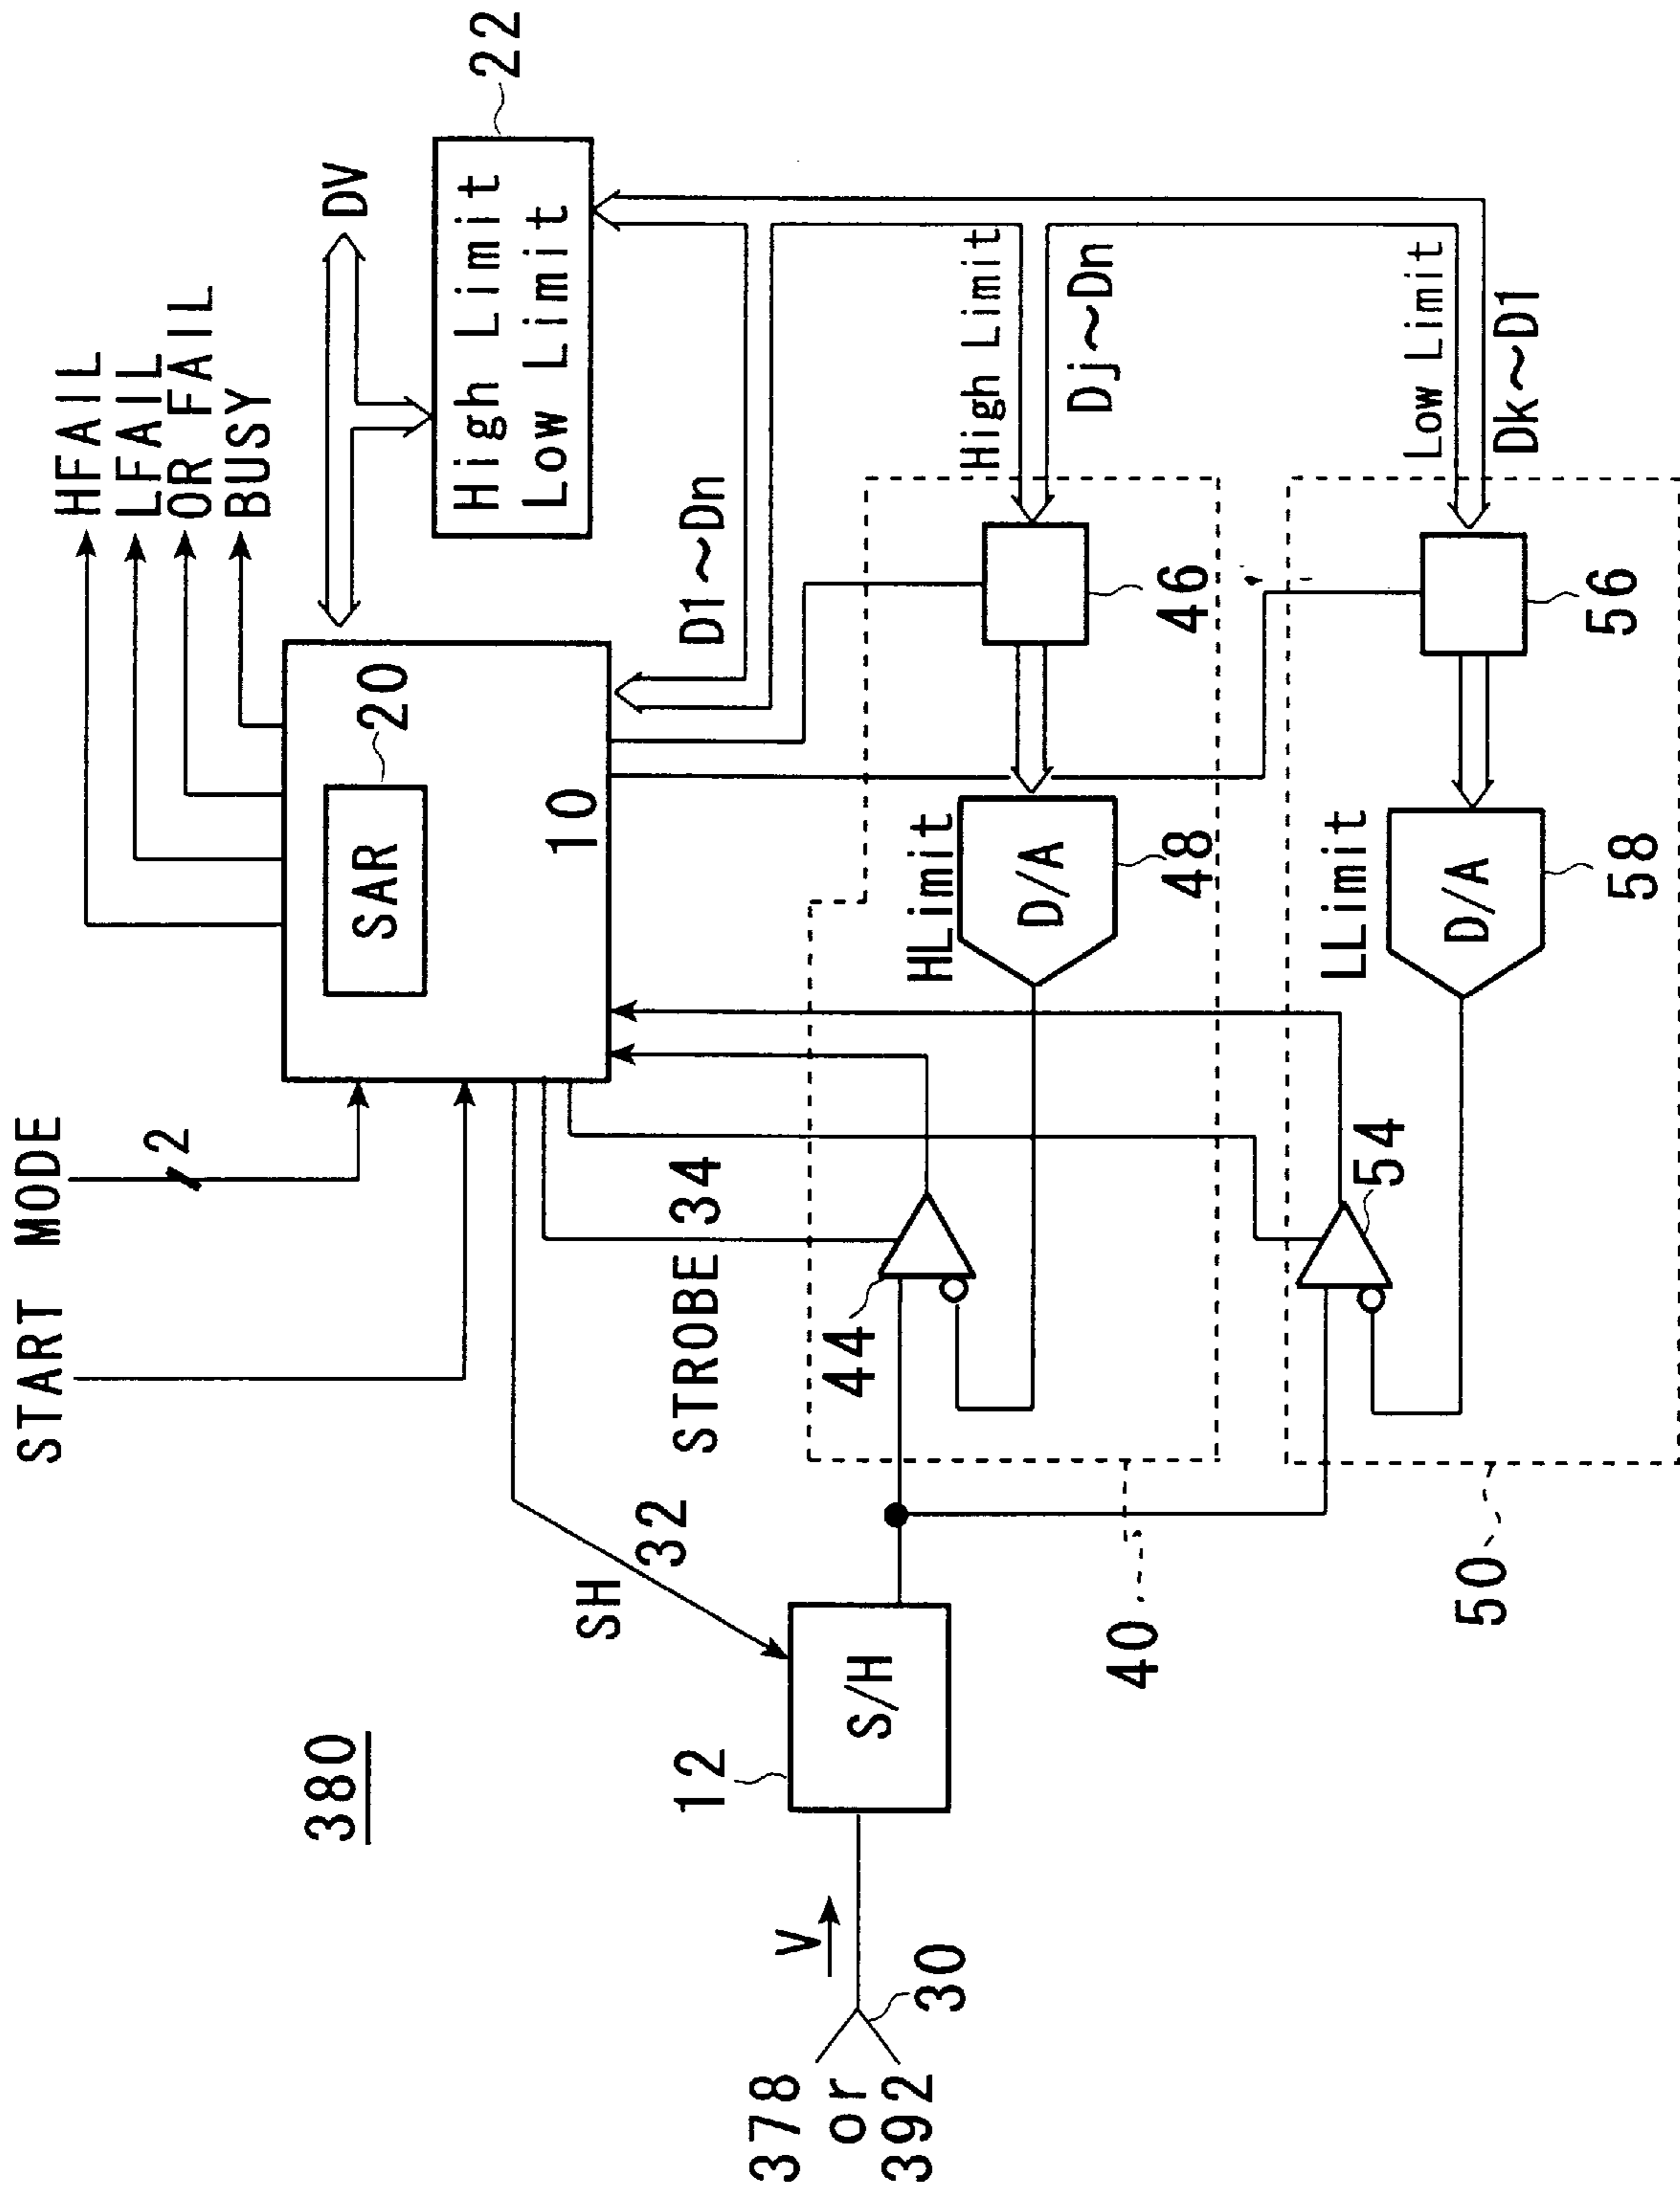 380
START
MODE
2
HFAIL
LFAIL
OR FAIL
BUSY
DV
22
High Limit
Low Limit
SAR
20
10
D1~Dn
SH
32
STROBE 34
12
S/H
V
30
378
or
392
44
HLimit
D/A
48
46
High Limit
Dj~Dn
40
54
LLimit
D/A
58
56
Low Limit
Dk~D1
50